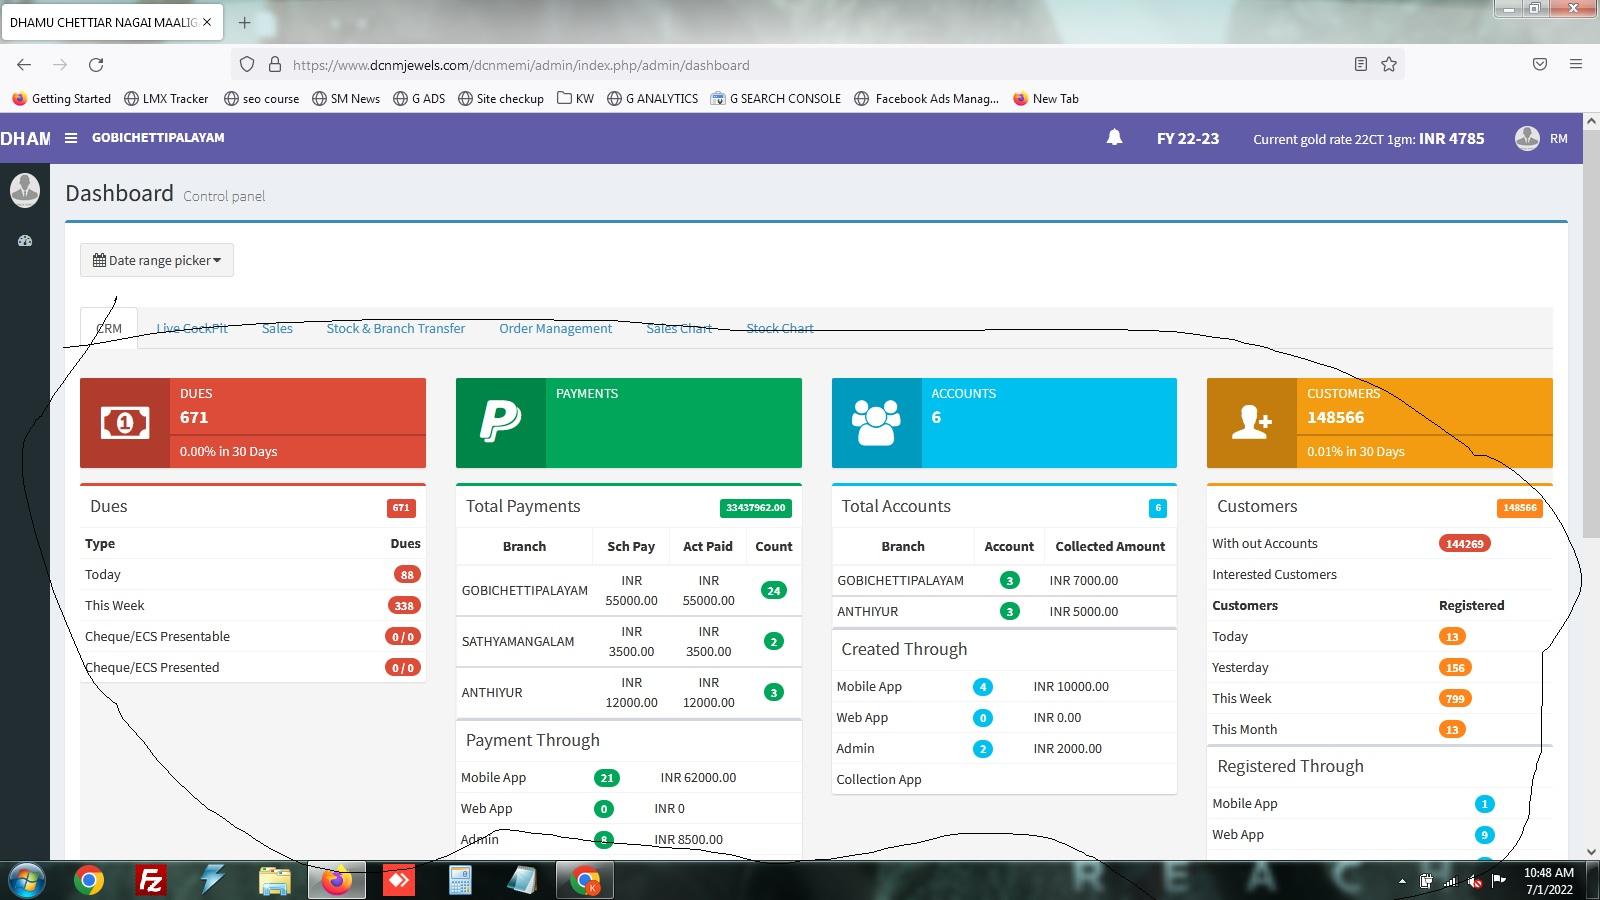 DHAMU CHETTIAR NAGAI MAALIG
https://www.dcnmjewels.com/dcnmemi/admin/index.php/admin/dashboard
Getting Started LMX Tracker seo course SM News G ADS Site checkup KW G ANALYTICS G SEARCH CONSOLE Facebook Ads Manag... New Tab
DHAM GOBICHETTIPALAYAM FY 22-23 Current gold rate 22CT 1gm: INR 4785 RM
Dashboard Control panel
Date range picker
CRM Live CockPit Sales Stock & Branch Transfer Order Management Sales Chart Stock Chart
DUES
671
0.00% in 30 Days
PAYMENTS
ACCOUNTS
6
CUSTOMERS
148566
0.01% in 30 Days
Dues 671
Type Dues
Today 88
This Week 338
Cheque/ECS Presentable 0 / 0
Cheque/ECS Presented 0 / 0
Total Payments 33437962.00
Branch Sch Pay Act Paid Count
GOBICHETTIPALAYAM INR 55000.00 INR 55000.00 24
SATHYAMANGALAM INR 3500.00 INR 3500.00 2
ANTHIYUR INR 12000.00 INR 12000.00 3
Payment Through
Mobile App 21 INR 62000.00
Web App 0 INR 0
Admin 8 INR 8500.00
Total Accounts 6
Branch Account Collected Amount
GOBICHETTIPALAYAM 3 INR 7000.00
ANTHIYUR 3 INR 5000.00
Created Through
Mobile App 4 INR 10000.00
Web App 0 INR 0.00
Admin 2 INR 2000.00
Collection App
Customers 148566
With out Accounts 144269
Interested Customers
Customers Registered
Today 13
Yesterday 156
This Week 799
This Month 13
Registered Through
Mobile App 1
Web App 9
R E A C H
10:48 AM
7/1/2022